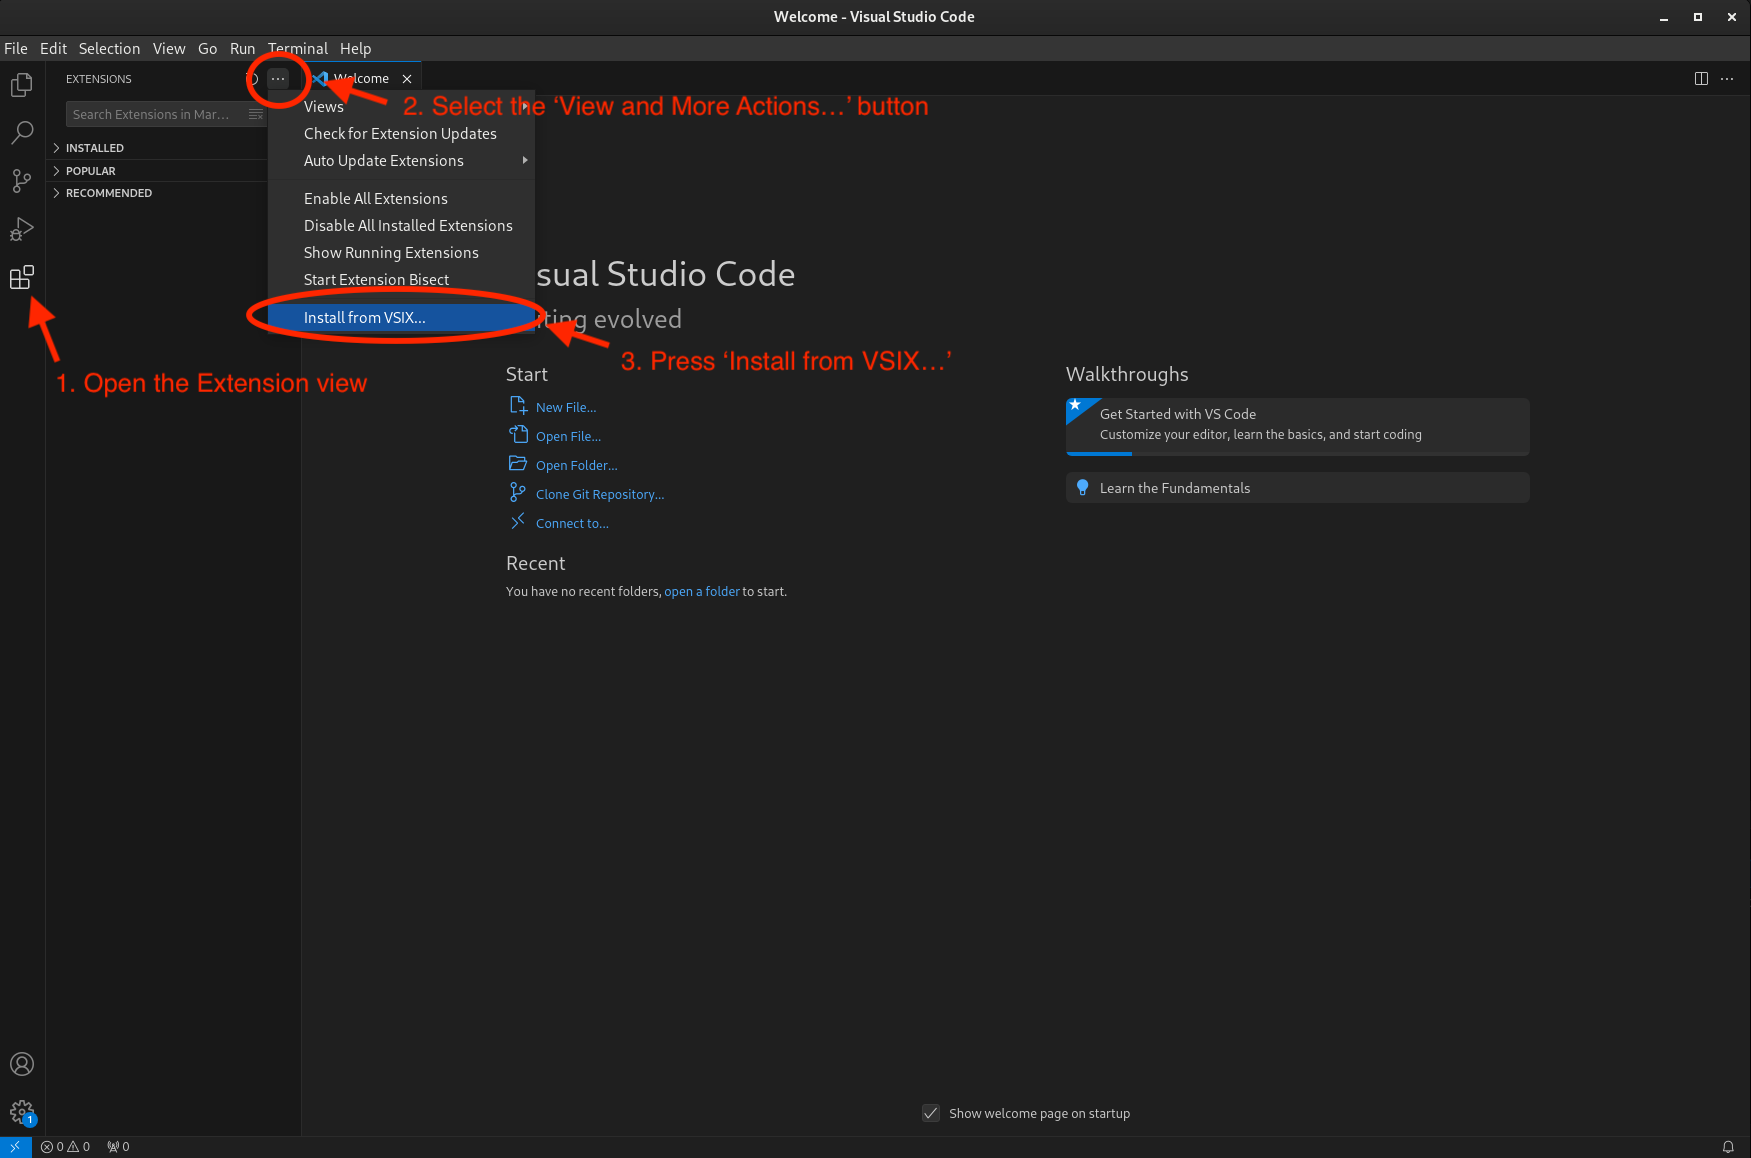 Welcome - Visual Studio Code
File Edit Selection View Go Run Terminal Help
EXTENSIONS
Welcome
2. Select the ‘View and More Actions...’ button
Search Extensions in Mar...
INSTALLED
POPULAR
RECOMMENDED
Views
Check for Extension Updates
Auto Update Extensions
Enable All Extensions
Disable All Installed Extensions
Show Running Extensions
Start Extension Bisect
Install from VSIX...
sual Studio Code
ting evolved
3. Press ‘Install from VSIX...’
1. Open the Extension view
Start
New File...
Open File...
Open Folder...
Clone Git Repository...
Connect to...
Recent
You have no recent folders, open a folder to start.
Walkthroughs
Get Started with VS Code
Customize your editor, learn the basics, and start coding
Learn the Fundamentals
Show welcome page on startup
1
0 0 0